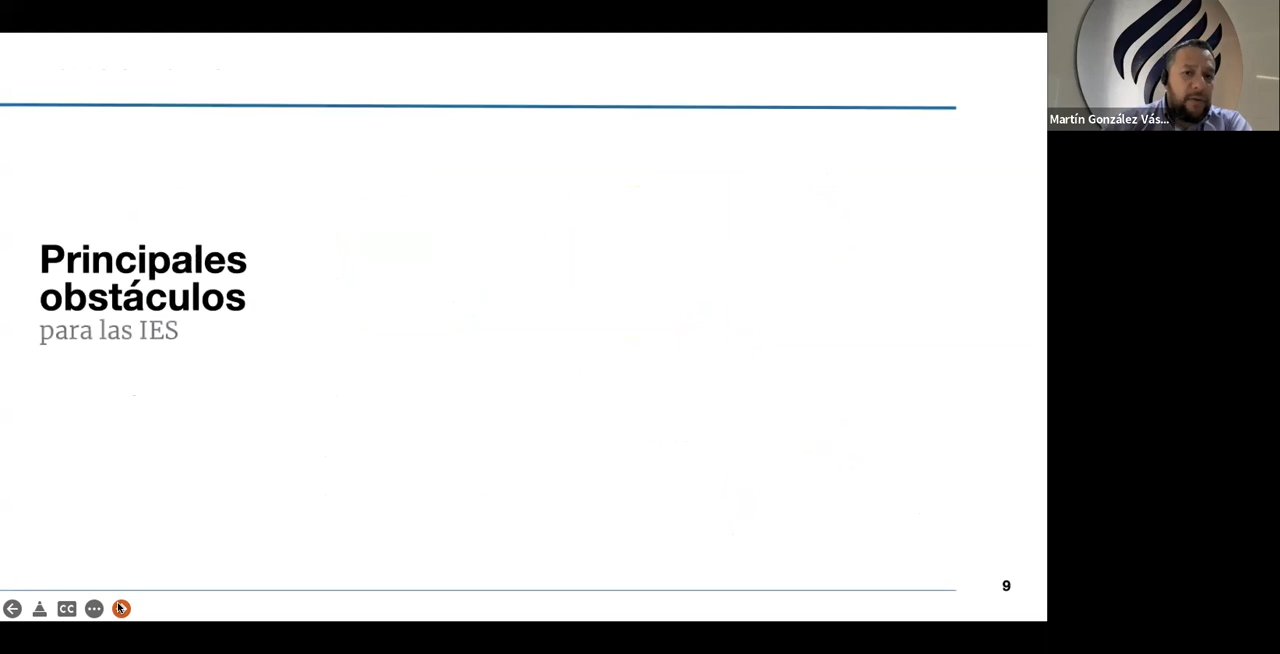 Martín González Vás...
Principales
obstáculos
para las IES
9
CC